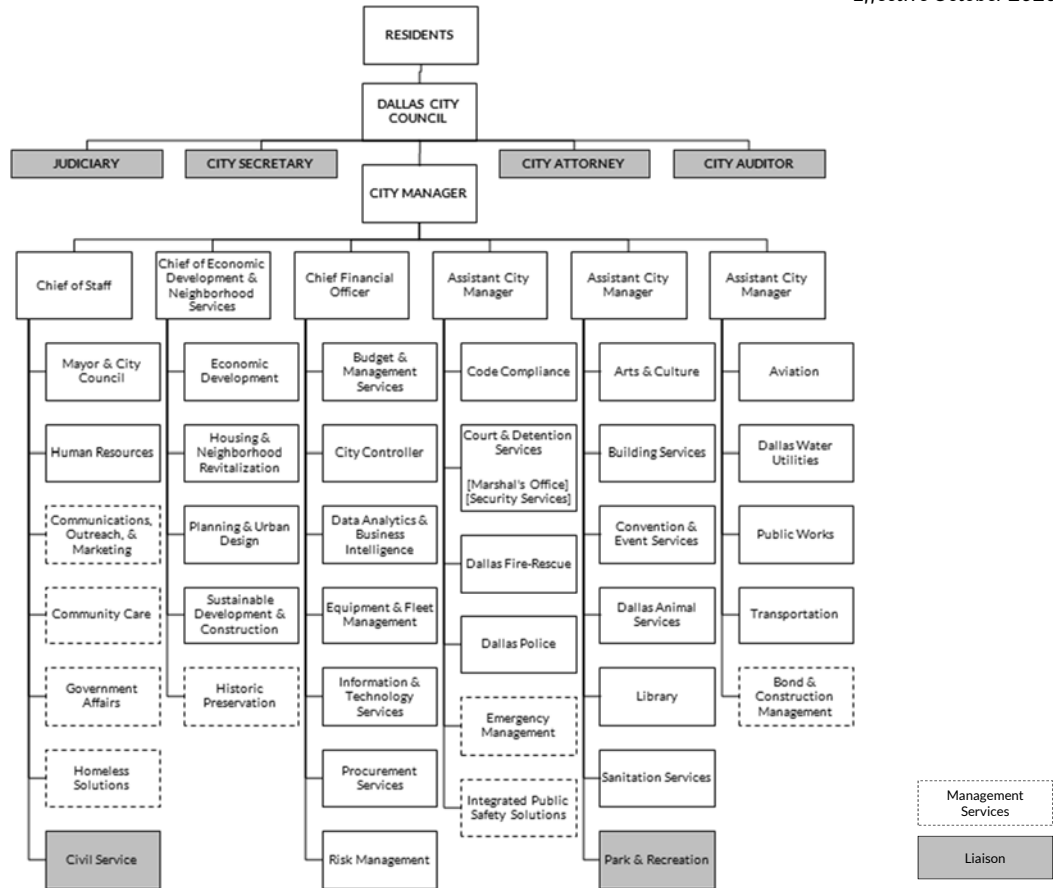 Effective October
RESIDENTS
DALLAS CITY
COUNCIL
JUDICIARY
CITY SECRETARY
CITY ATTORNEY
CITY AUDITOR
CITY MANAGER
Chief of Staff
Chief of Economic
Development &
Neighborhood
Services
Chief Financial
Officer
Assistant City
Manager
Assistant City
Manager
Assistant City
Manager
Mayor & City
Council
Human Resources
Communications,
Outreach, &
Marketing
Community Care
Government
Affairs
Homeless
Solutions
Civil Service
Economic
Development
Housing &
Neighborhood
Revitalization
Planning & Urban
Design
Sustainable
Development &
Construction
Historic
Preservation
Budget &
Management
Services
City Controller
Data Analytics &
Business
Intelligence
Equipment & Fleet
Management
Information &
Technology
Services
Procurement
Services
Risk Management
Code Compliance
Court & Detention
Services
[Marshal's Office]
[Security Services]
Dallas Fire-Rescue
Dallas Police
Emergency
Management
Integrated Public
Safety Solutions
Arts & Culture
Building Services
Convention &
Event Services
Dallas Animal
Services
Library
Sanitation Services
Park & Recreation
Aviation
Dallas Water
Utilities
Public Works
Transportation
Bond &
Construction
Management
Management
Services
Liaison